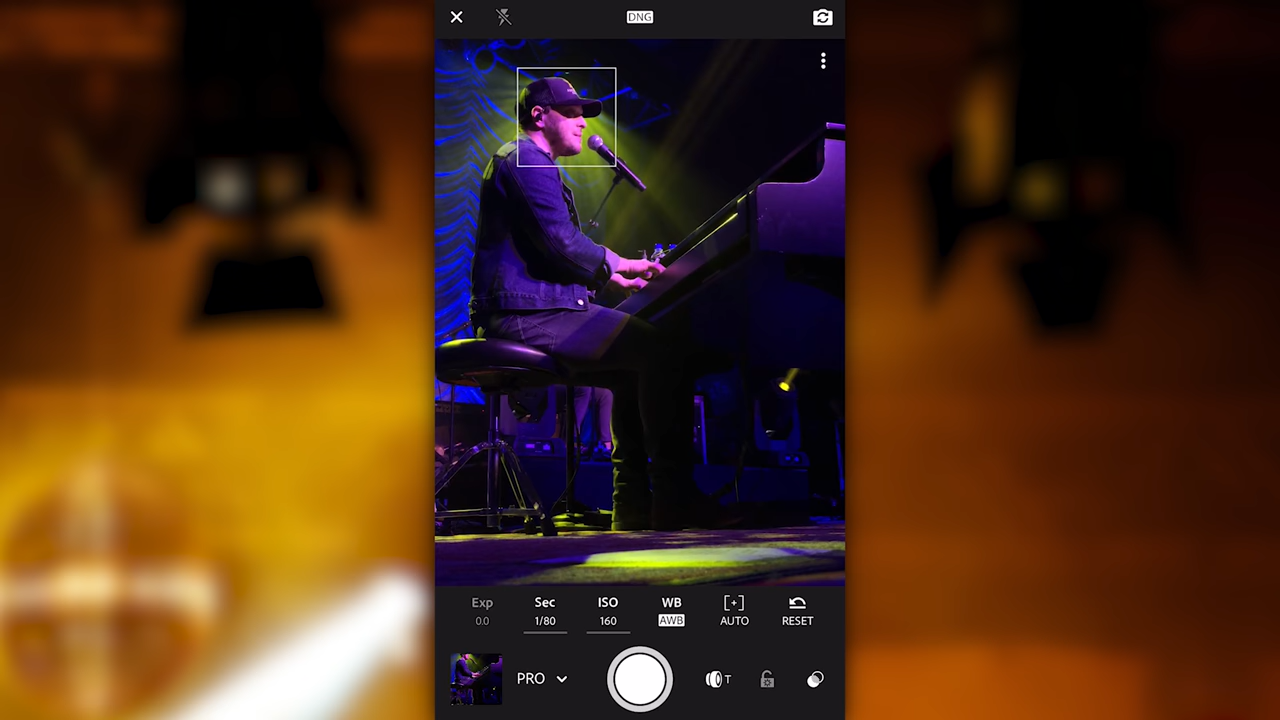 DNG
Exp Sec ISO WB [+] RESET
0.0 1/80 160 AWB AUTO
PRO T